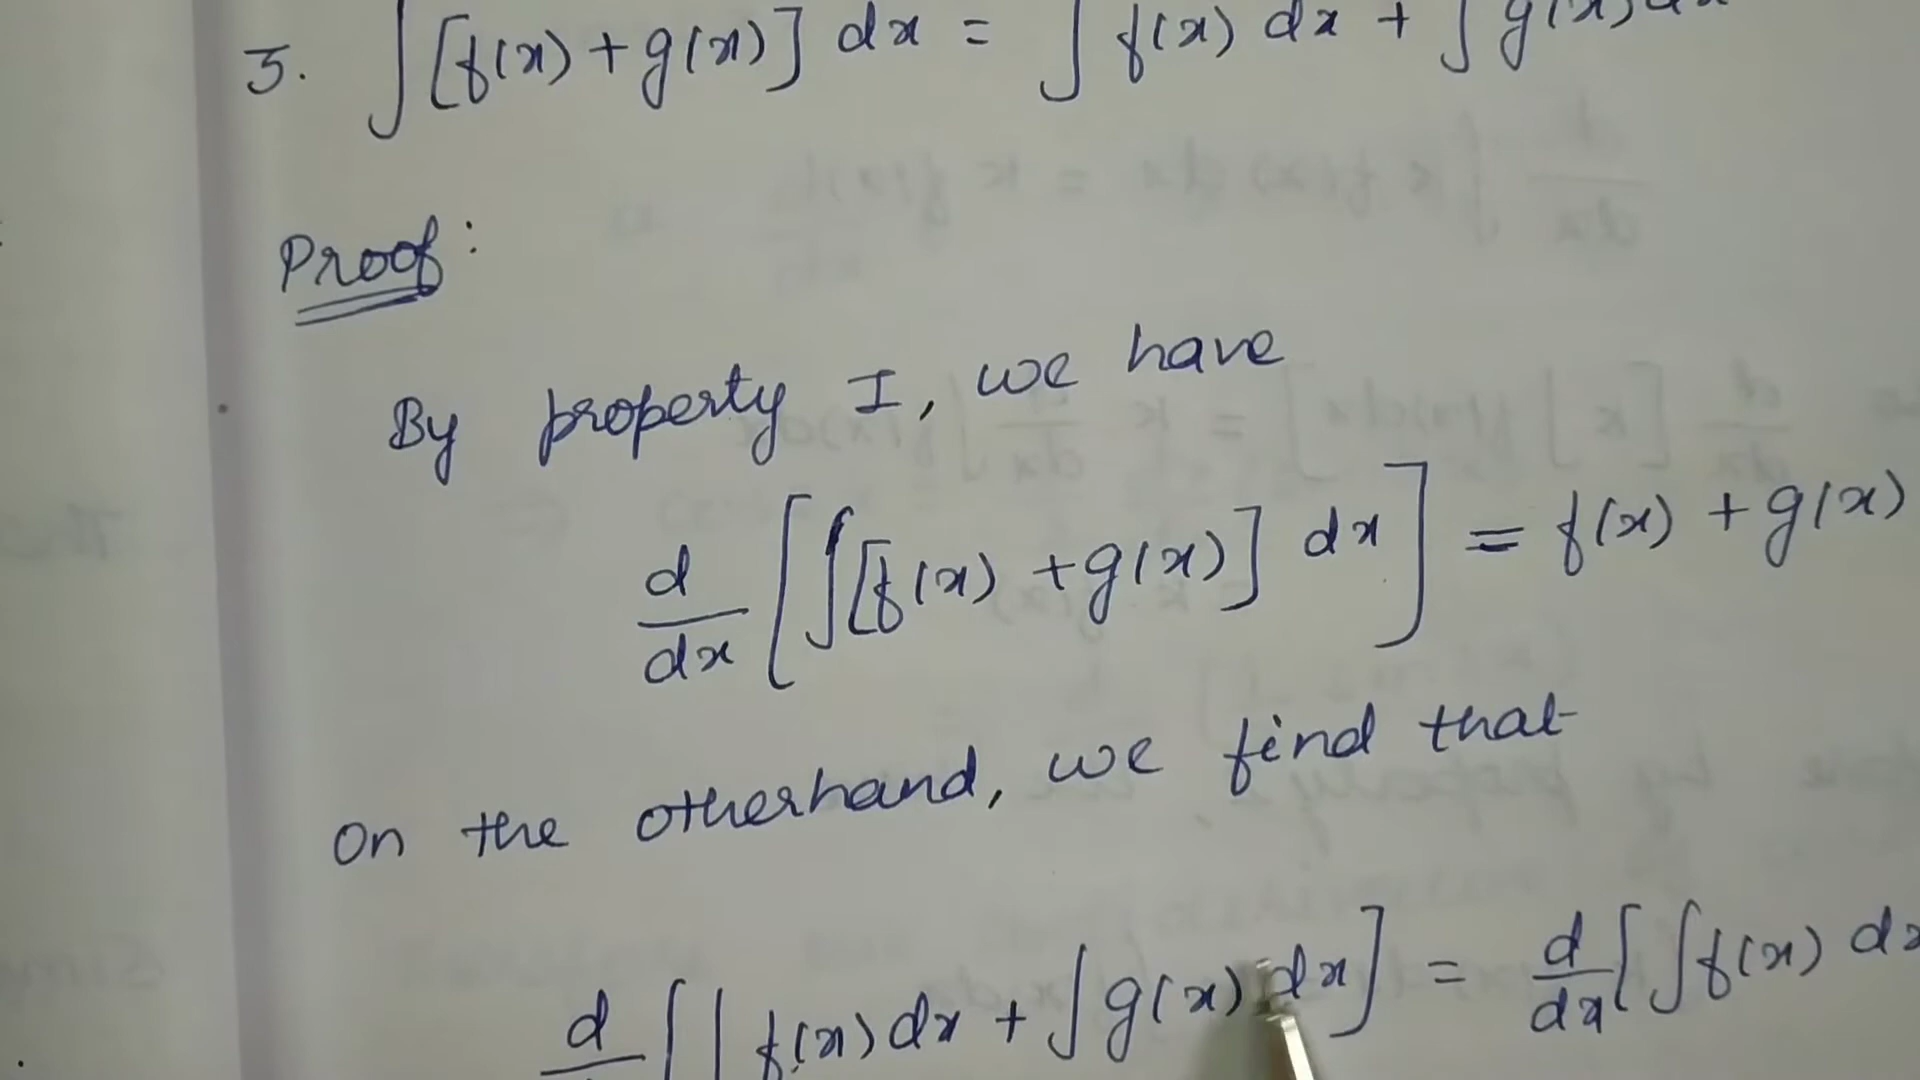 3. ∫[f(x)+g(x)] dx = ∫ f(x) dx + ∫ g(x) dx
Proof:
By property I, we have
d/dx [∫[f(x) +g(x)] dx] = f(x) +g(x)
on the otherhand, we find that
d/ [∫ f(x) dx + ∫ g(x) dx] = d/dx [∫f(x) dx